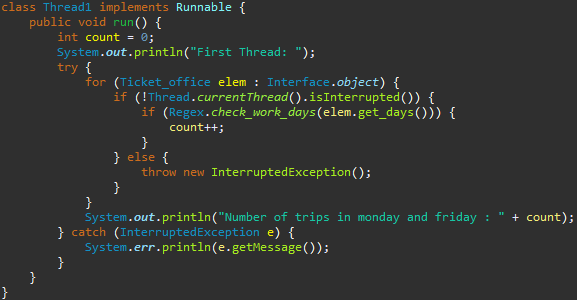 class Thread1 implements Runnable {
    public void run() {
        int count = 0;
        System.out.println("First Thread: ");
        try {
            for (Ticket_office elem : Interface.object) {
                if (!Thread.currentThread().isInterrupted()) {
                    if (Regex.check_work_days(elem.get_days())) {
                        count++;
                    }
                } else {
                    throw new InterruptedException();
                }
            }
            System.out.println("Number of trips in monday and friday : " + count);
        } catch (InterruptedException e) {
            System.err.println(e.getMessage());
        }
    }
}